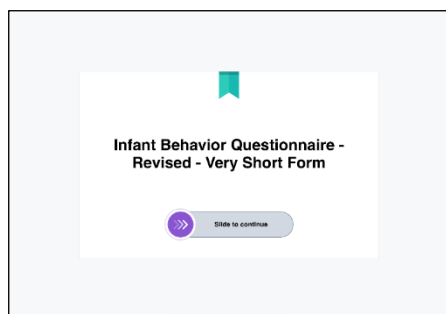 Infant Behavior Questionnaire -
Revised - Very Short Form
Slide to continue